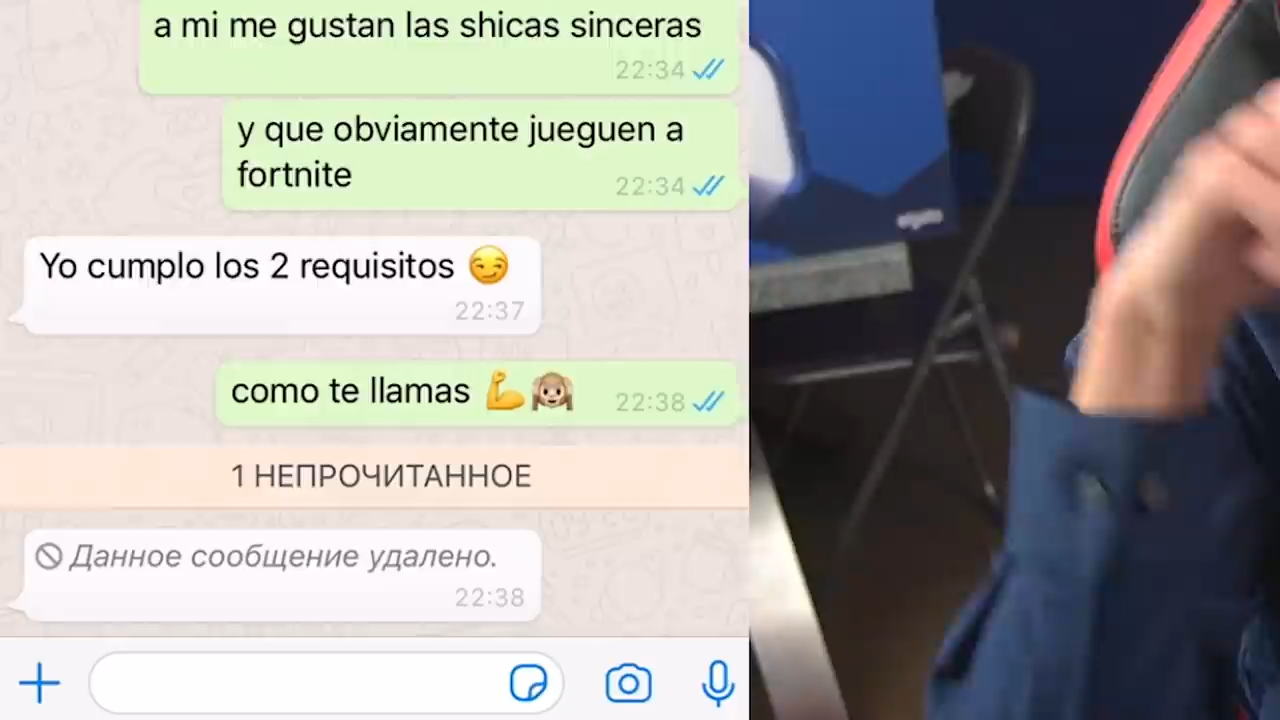 a mi me gustan las shicas sinceras
22:34
y que obviamente jueguen a
fortnite
22:34
Yo cumplo los 2 requisitos 😏
22:37
como te llamas 💪🙉
22:38
1 НЕПРОЧИТАННОЕ
Данное сообщение удалено.
22:38